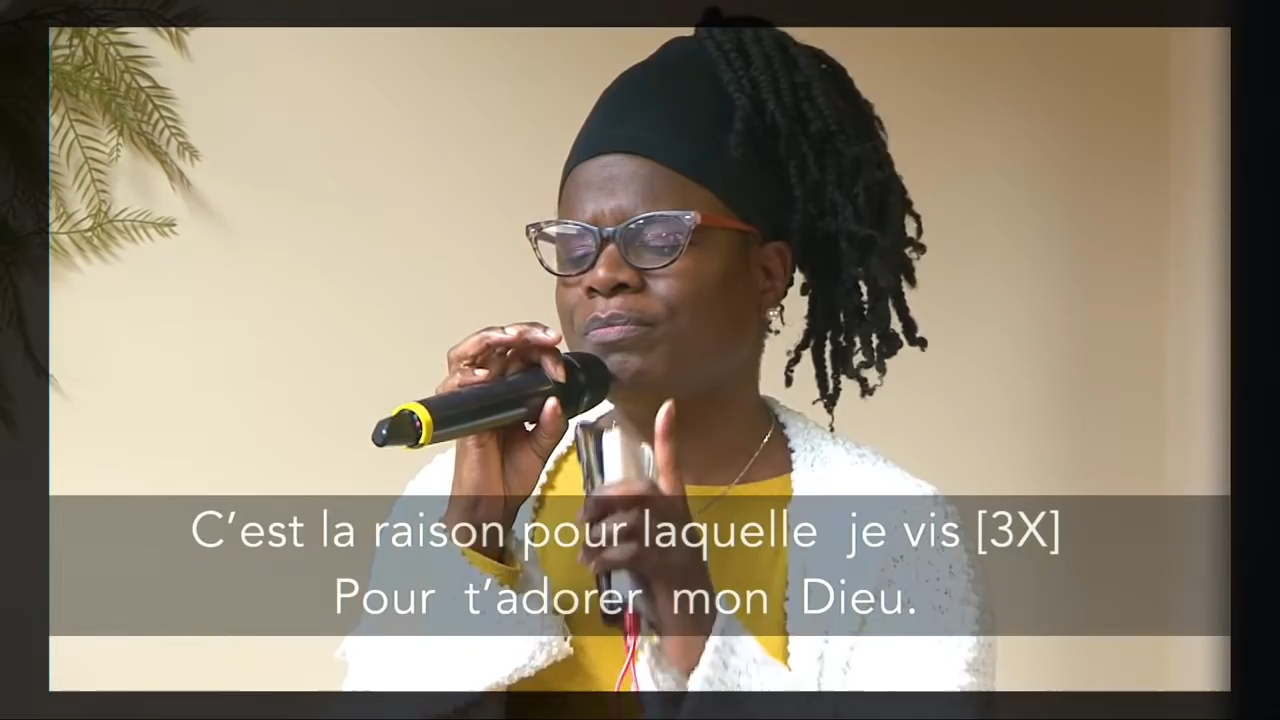 C’est la raison pour laquelle je vis [3X]
Pour t’adorer mon Dieu.